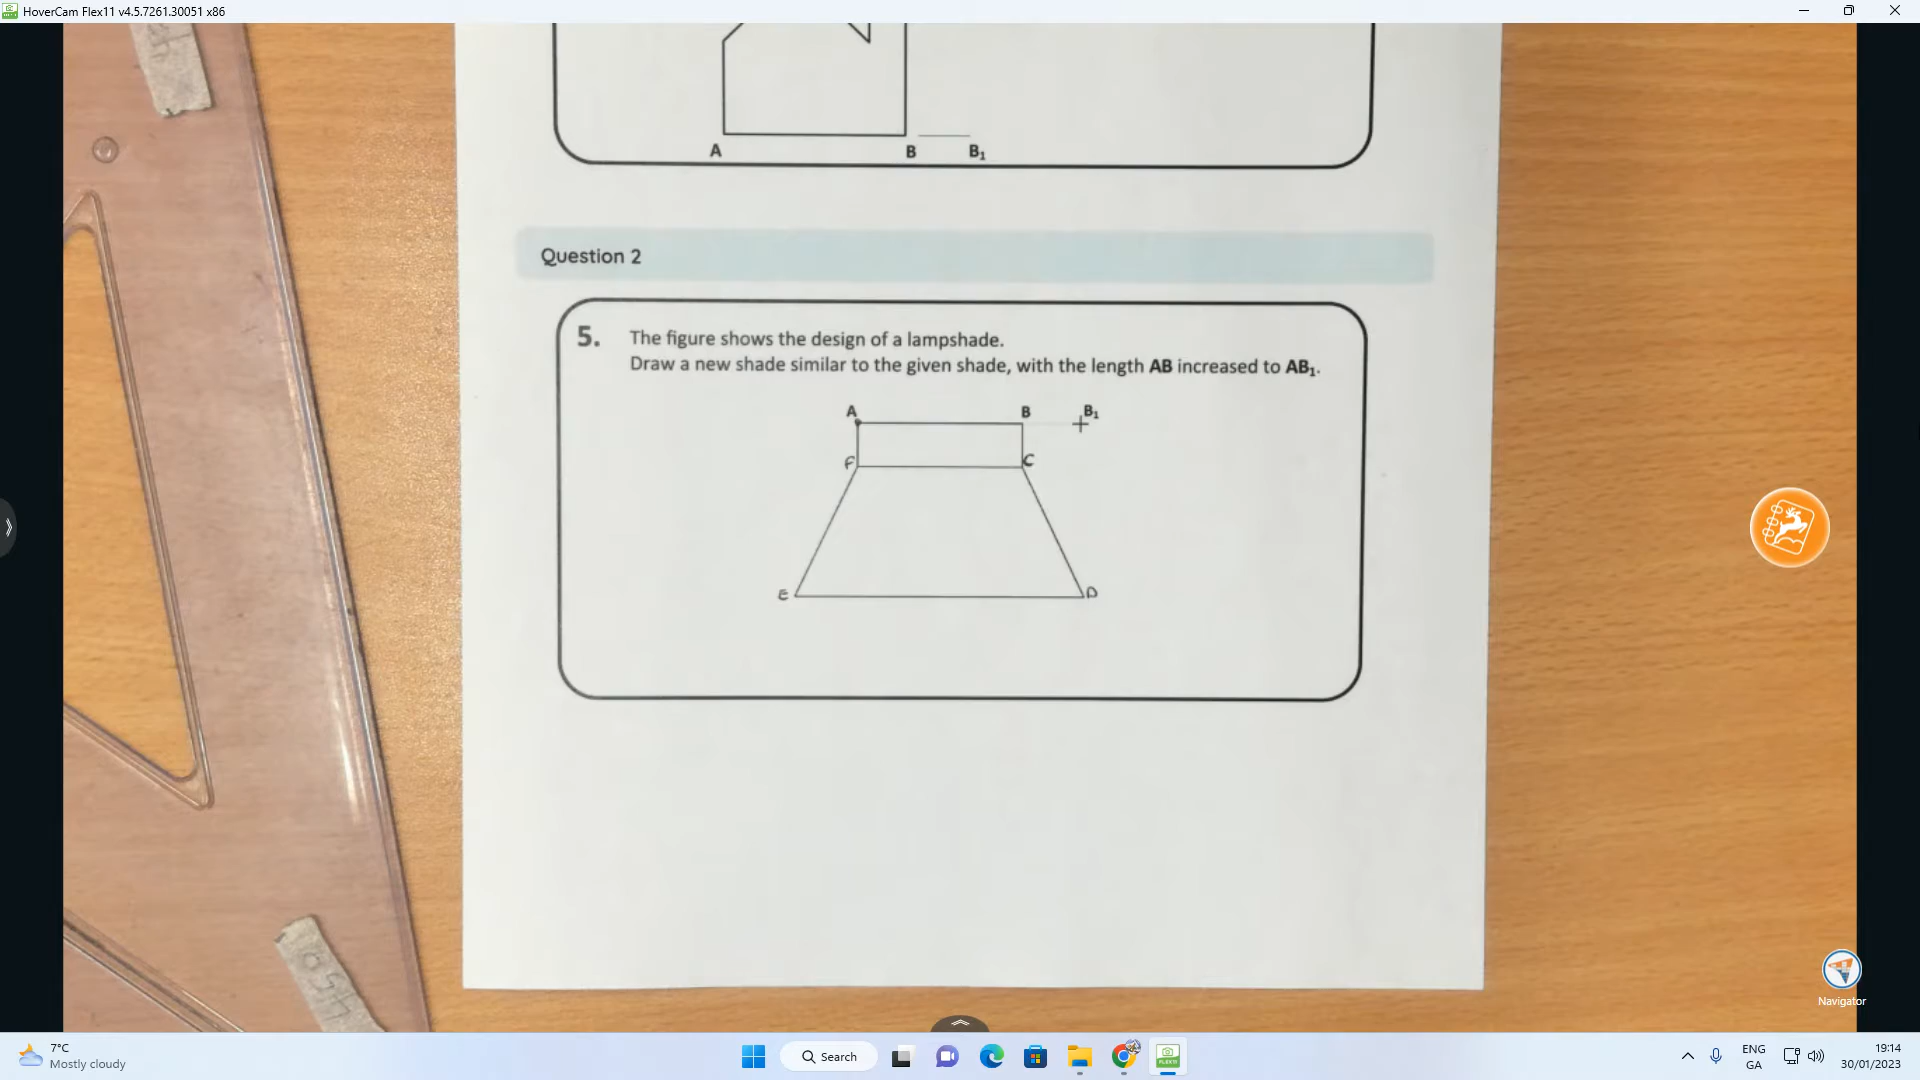 HoverCam Flex11 v4.5.7261.30051 x86
A B B₁
Question 2
5. The figure shows the design of a lampshade.
Draw a new shade similar to the given shade, with the length AB increased to AB₁.
A B B₁
F C
E D
Navigator
7°C
Mostly cloudy
Search
FLEX11
ENG
GA
19:14
30/01/2023